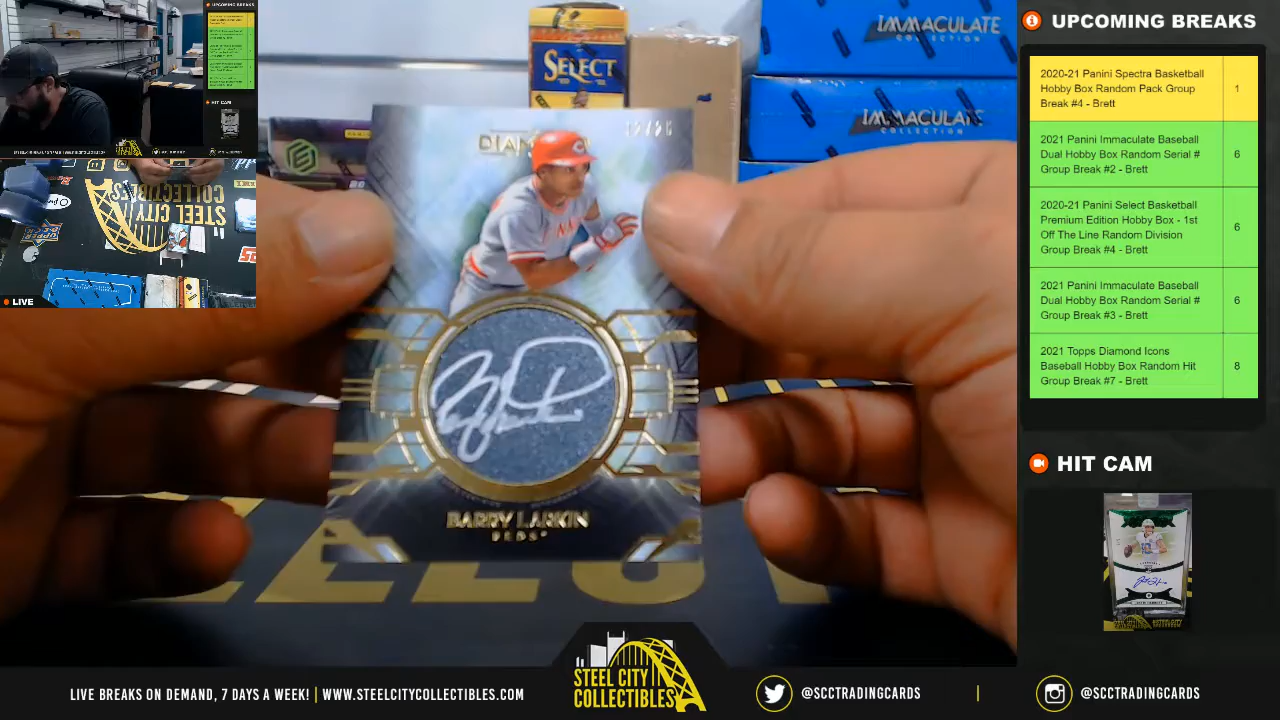 UPCOMING BREAKS
2020-21 Panini Spectra Basketball
Hobby Box Random Pack Group
Break #4 - Brett
1
2021 Panini Immaculate Baseball
Dual Hobby Box Random Serial #
Group Break #2 - Brett
6
2020-21 Panini Select Basketball
Premium Edition Hobby Box - 1st
Off The Line Random Division
Group Break #4 - Brett
6
2021 Panini Immaculate Baseball
Dual Hobby Box Random Serial #
Group Break #3 - Brett
6
2021 Topps Diamond Icons
Baseball Hobby Box Random Hit
Group Break #7 - Brett
8
HIT CAM
SELECT
IMMACULATE
COLLECTION
IMMACULATE
COLLECTION
BARRY LARKIN
REDS
STEEL CITY
COLLECTIBLES
LIVE
LIVE BREAKS ON DEMAND, 7 DAYS A WEEK! | WWW.STEELCITYCOLLECTIBLES.COM
STEEL CITY
COLLECTIBLES
@SCCTRADINGCARDS
@SCCTRADINGCARDS